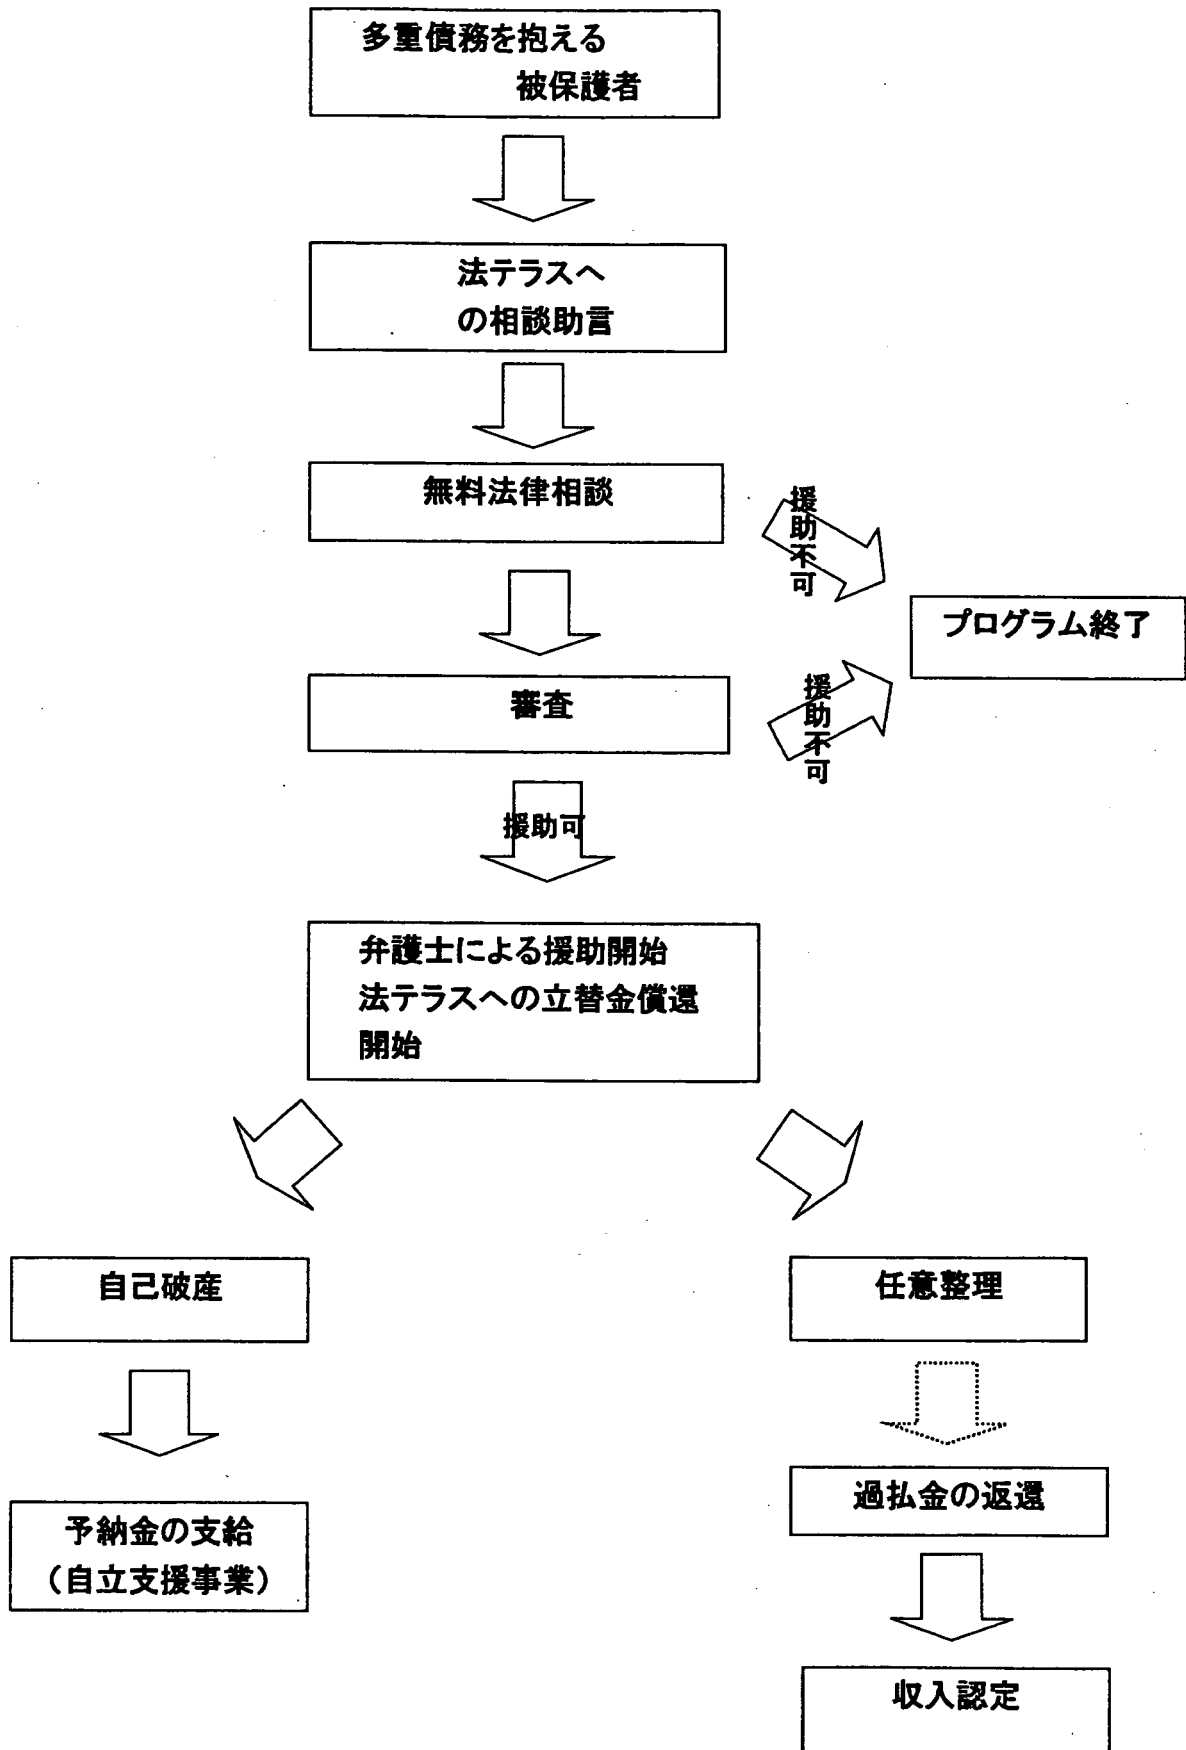 多重債務を抱える
被保護者
法テラスへ
の相談助言
無料法律相談
援助不可
プログラム終了
審査
援助不可
援助可
弁護士による援助開始
法テラスへの立替金償還
開始
自己破産
任意整理
予納金の支給
(自立支援事業)
過払金の返還
収入認定